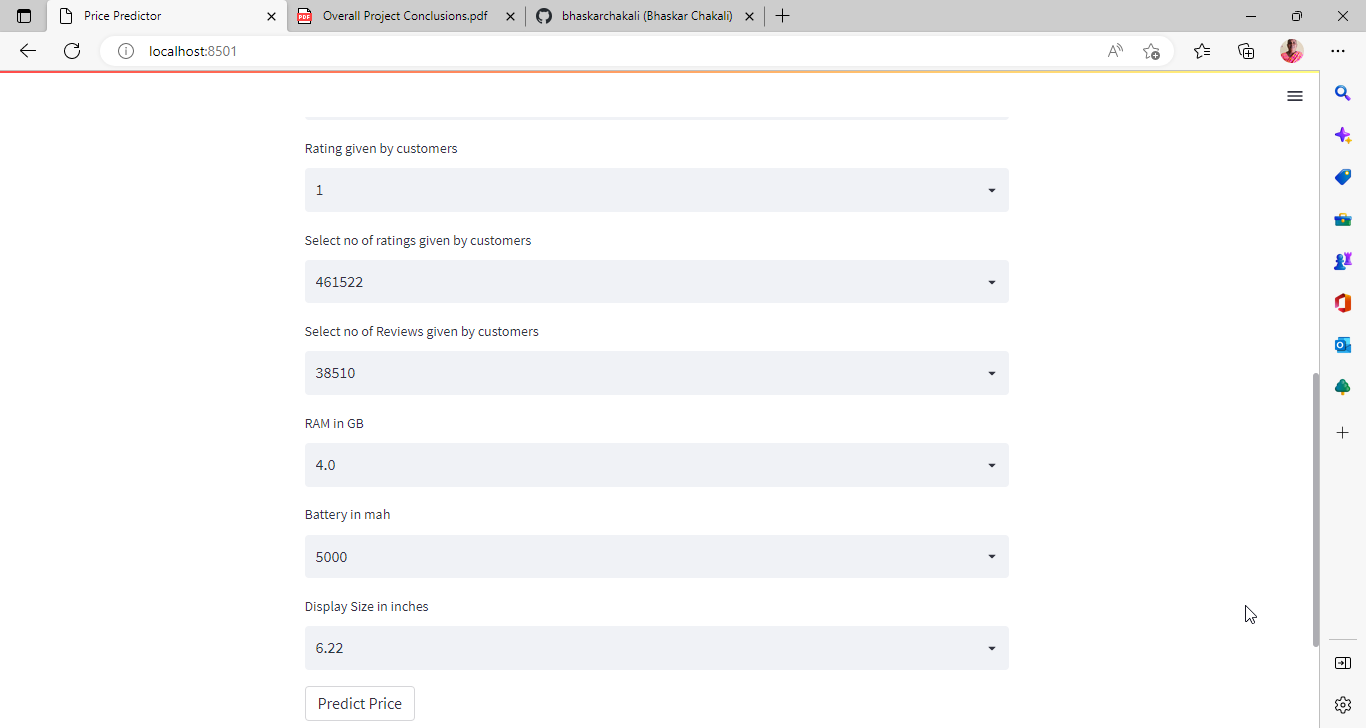 Price Predictor
Overall Project Conclusions.pdf
bhaskarchakali (Bhaskar Chakali)
localhost:8501
Rating given by customers
1
Select no of ratings given by customers
461522
Select no of Reviews given by customers
38510
RAM in GB
4.0
Battery in mah
5000
Display Size in inches
6.22
Predict Price